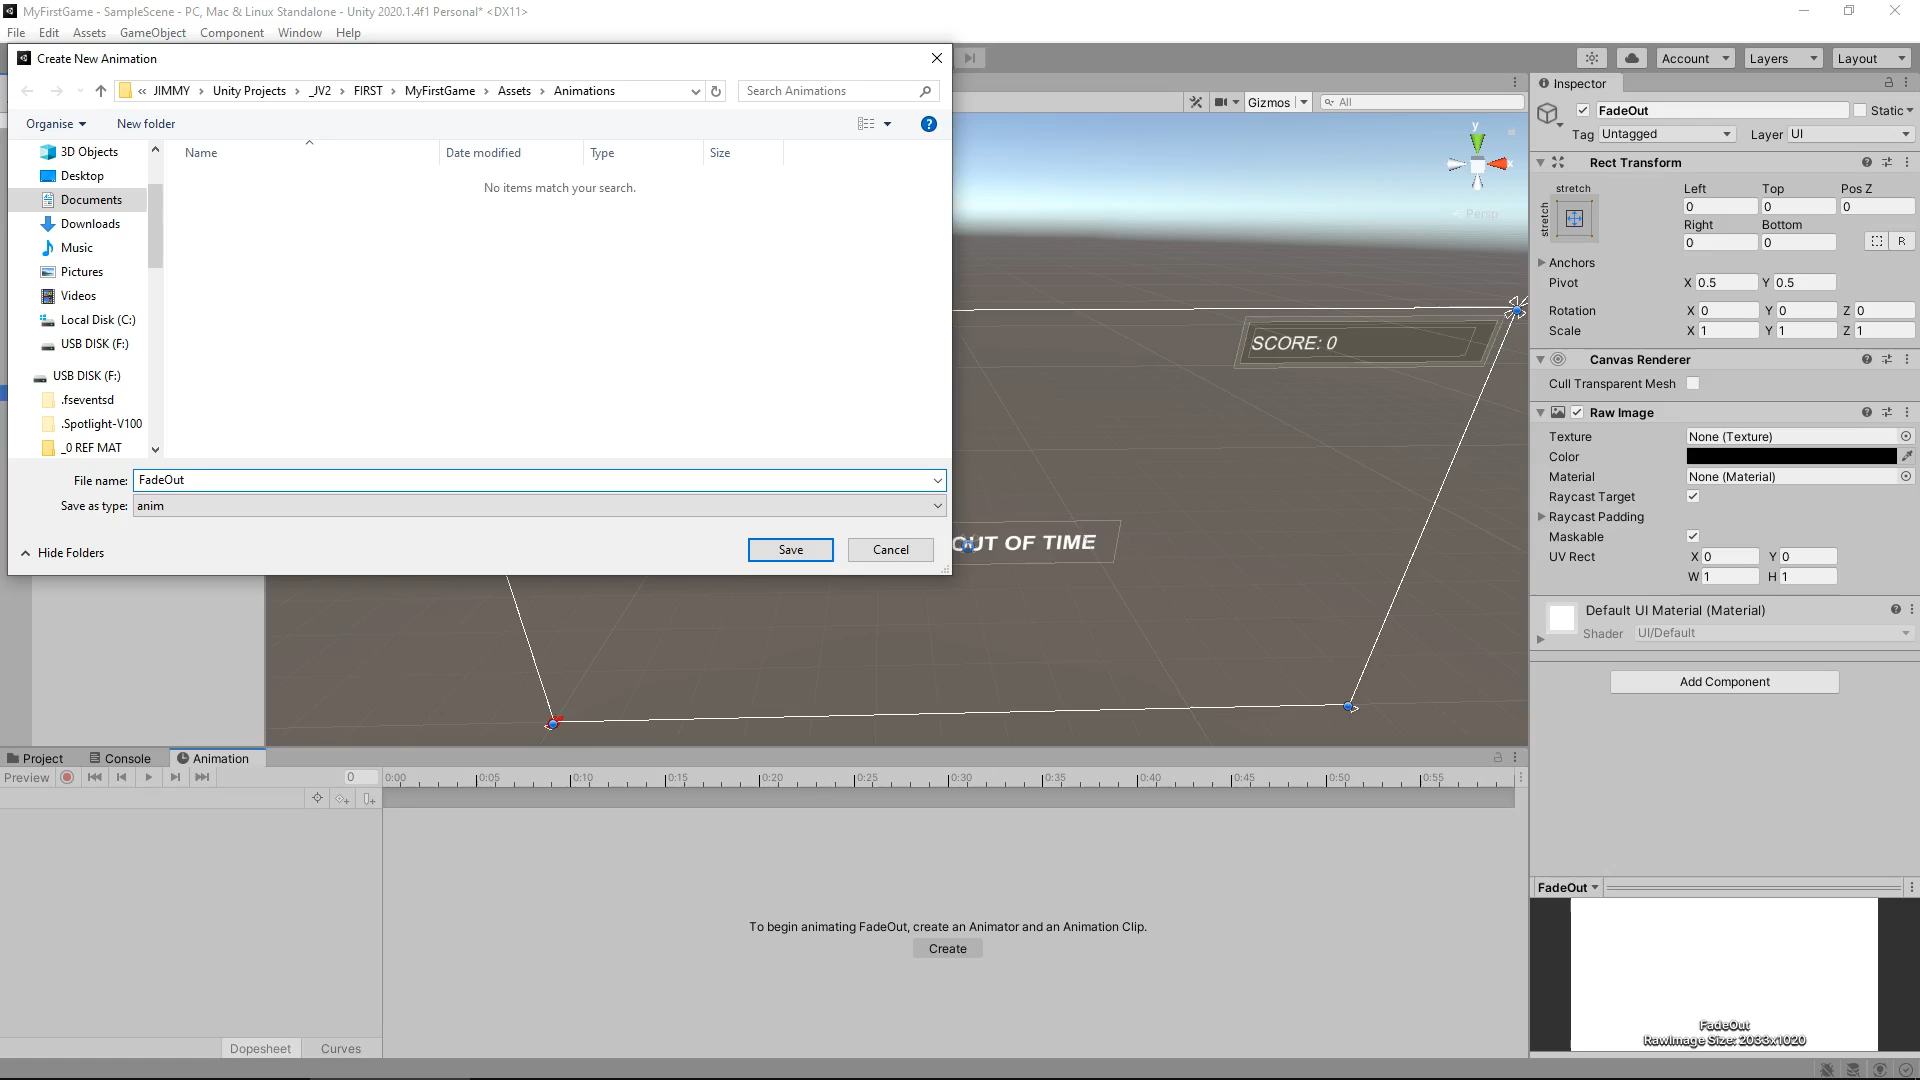 MyFirstGame - SampleScene - PC, Mac & Linux Standalone - Unity 2020.1.4f1 Personal* <DX11>
File Edit Assets GameObject Component Window Help
Create New Animation
« JIMMY › Unity Projects › _JV2 › FIRST › MyFirstGame › Assets › Animations
Search Animations
Organise New folder
3D Objects
Desktop
Documents
Downloads
Music
Pictures
Videos
Local Disk (C:)
USB DISK (F:)
USB DISK (F:)
.fseventsd
.Spotlight-V100
_0 REF MAT
Name Date modified Type Size
No items match your search.
File name: FadeOut
Save as type: anim
Hide Folders
Save Cancel
Account Layers Layout
Gizmos All
y
x
Persp
SCORE: 0
OUT OF TIME
Inspector
FadeOut Static
Tag Untagged Layer UI
Rect Transform
stretch
stretch
Left Top Pos Z
0 0 0
Right Bottom
0 0 R
Anchors
Pivot X 0.5 Y 0.5
Rotation X 0 Y 0 Z 0
Scale X 1 Y 1 Z 1
Canvas Renderer
Cull Transparent Mesh
Raw Image
Texture None (Texture)
Color
Material None (Material)
Raycast Target
Raycast Padding
Maskable
UV Rect X 0 Y 0
W 1 H 1
Default UI Material (Material)
Shader UI/Default
Add Component
FadeOut
FadeOut
RawImage Size: 2033x1020
Project Console Animation
Preview 0 0:00 0:05 0:10 0:15 0:20 0:25 0:30 0:35 0:40 0:45 0:50 0:55
To begin animating FadeOut, create an Animator and an Animation Clip.
Create
Dopesheet Curves